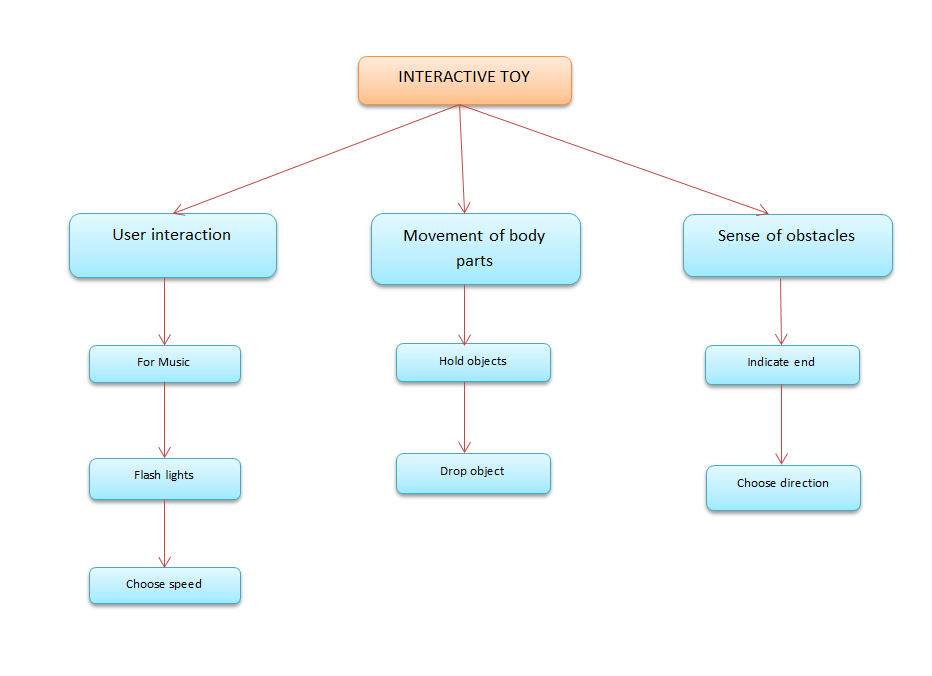 INTERACTIVE TOY
User interaction
Movement of body
parts
Sense of obstacles
For Music
Hold objects
Indicate end
Flash lights
Drop object
Choose direction
Choose speed